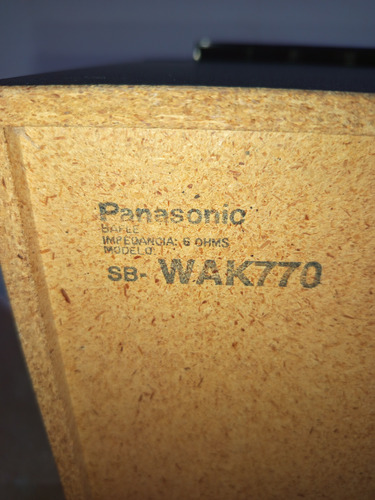 Panasonic
BAFLE
IMPEDANCIA: 6 OHMS
MODELO
SB- WAK770